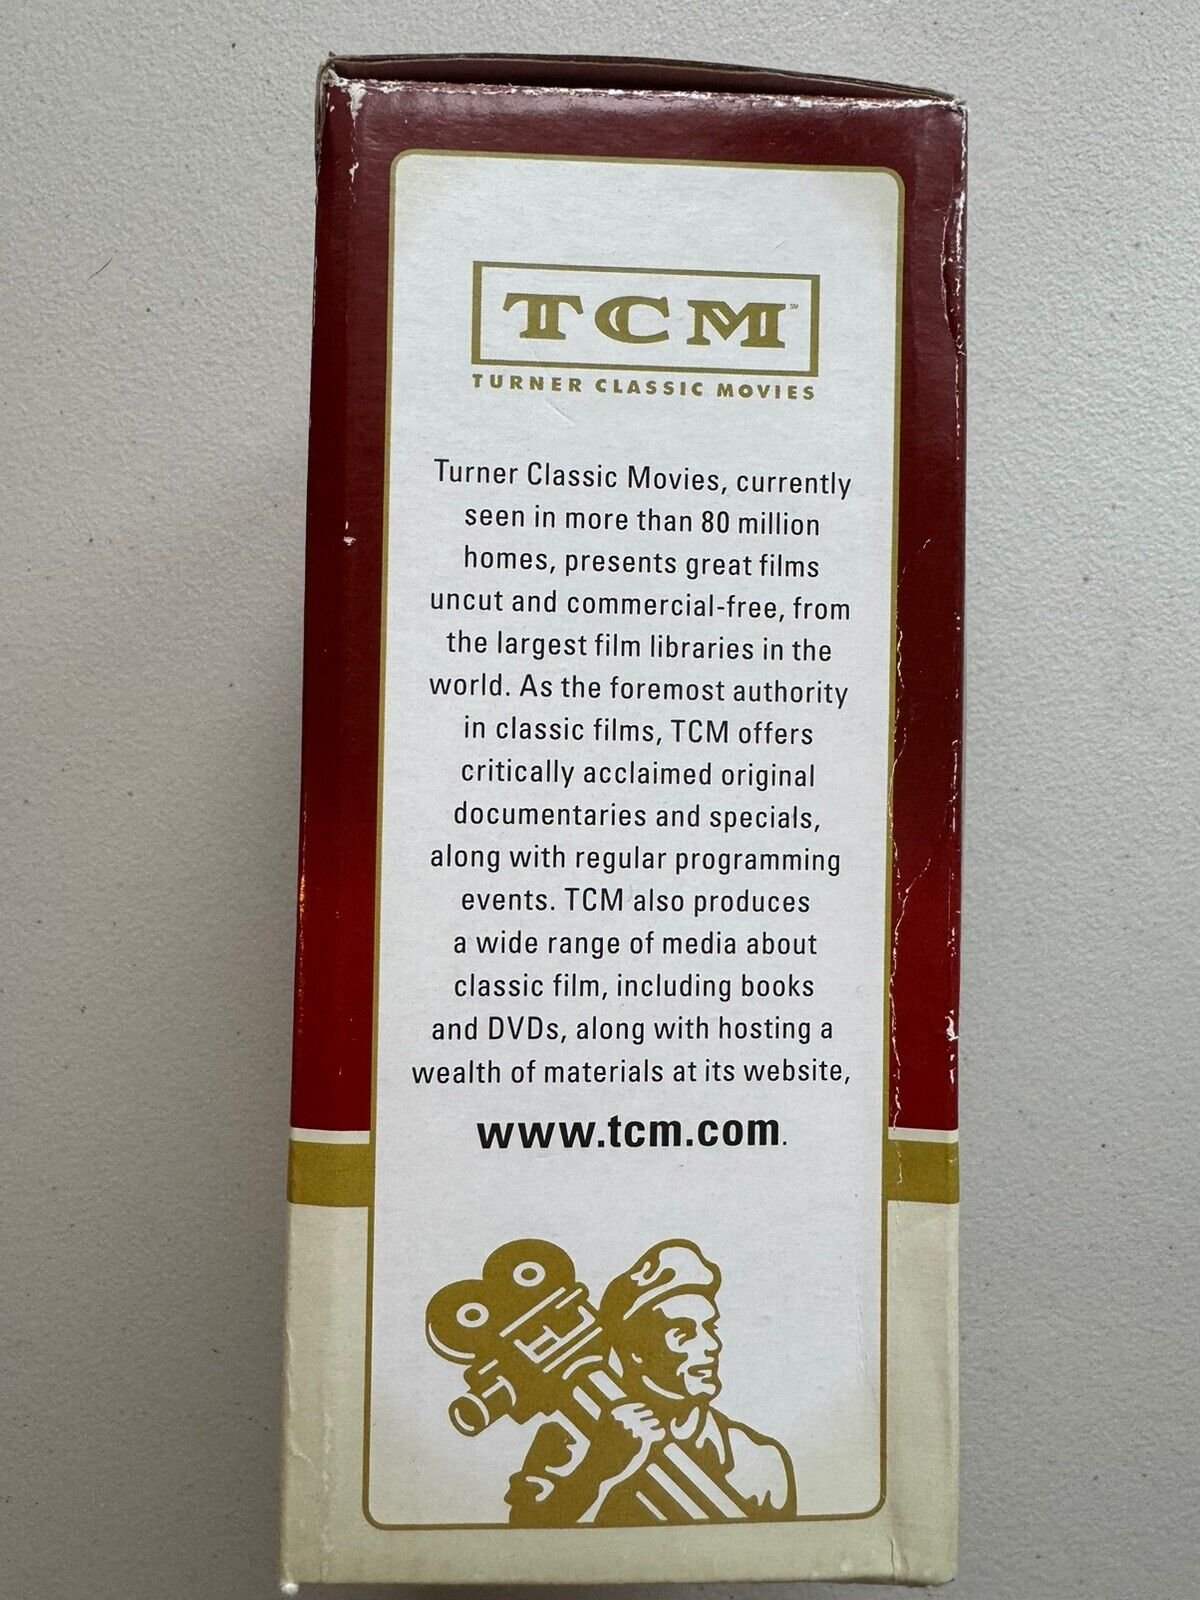 TCM SM
TURNER CLASSIC MOVIES
Turner Classic Movies, currently
seen in more than 80 million
homes, presents great films
uncut and commercial-free, from
the largest film libraries in the
world. As the foremost authority
in classic films, TCM offers
critically acclaimed original
documentaries and specials,
along with regular programming
events. TCM also produces
a wide range of media about
classic film, including books
and DVDs, along with hosting a
wealth of materials at its website,
www.tcm.com.